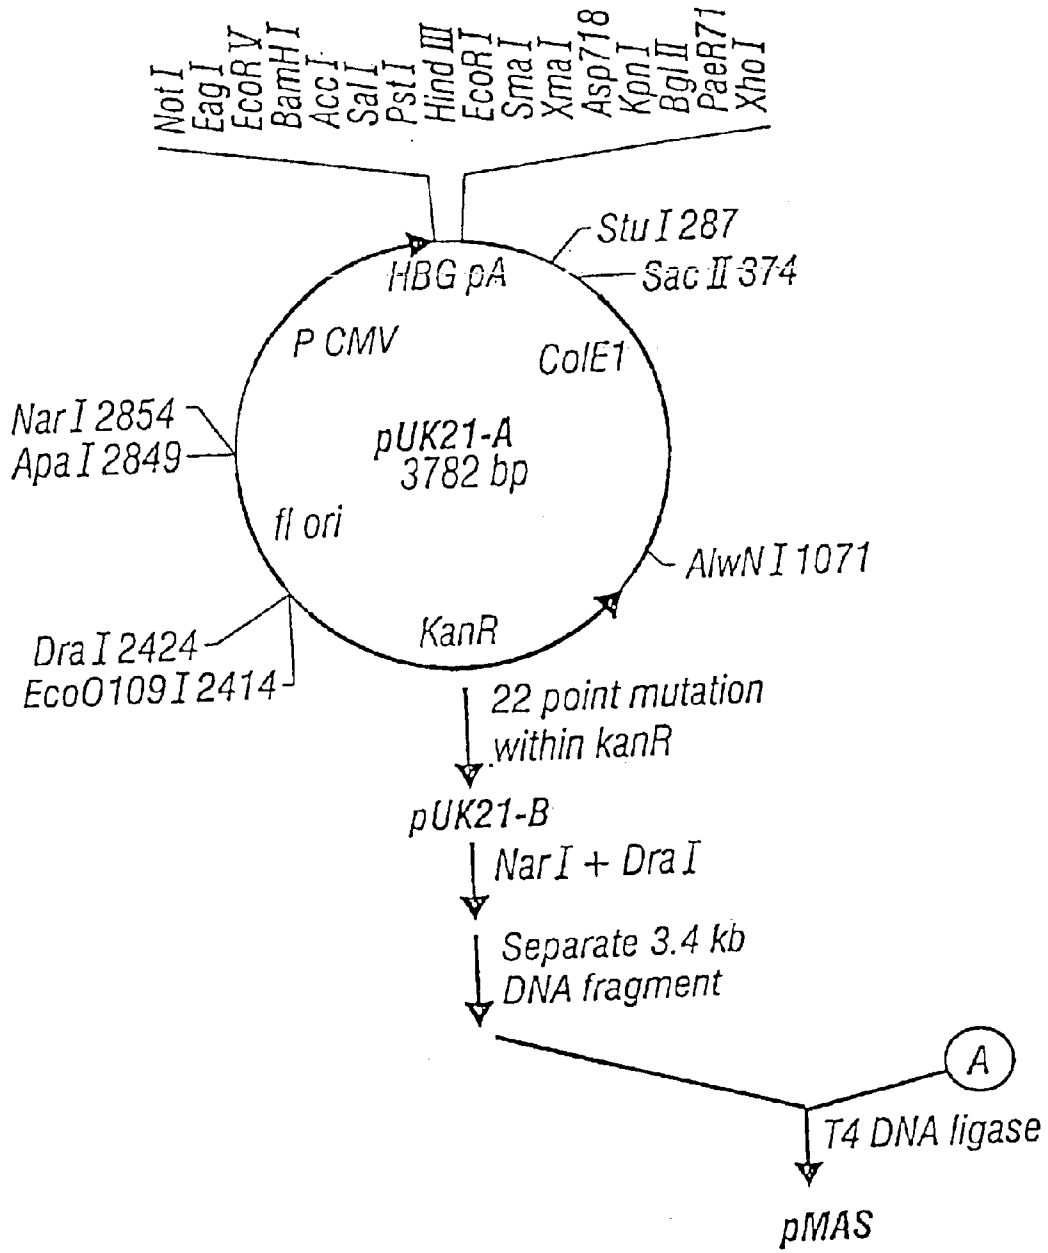 Not I
Eag I
EcoR V
BamH I
Acc I
Sal I
Pst I
Hind III
EcoR I
Sma I
Xma I
Asp718
Kpn I
Bgl II
PaeR71
Xho I
Stu I 287
Sac II 374
HBG pA
P CMV
ColE1
Nar I 2854
Apa I 2849
pUK21-A
3782 bp
fl ori
AlwN I 1071
KanR
Dra I 2424
EcoO109 I 2414
22 point mutation
within kanR
pUK21-B
Nar I + Dra I
Separate 3.4 kb
DNA fragment
A
T4 DNA ligase
pMAS